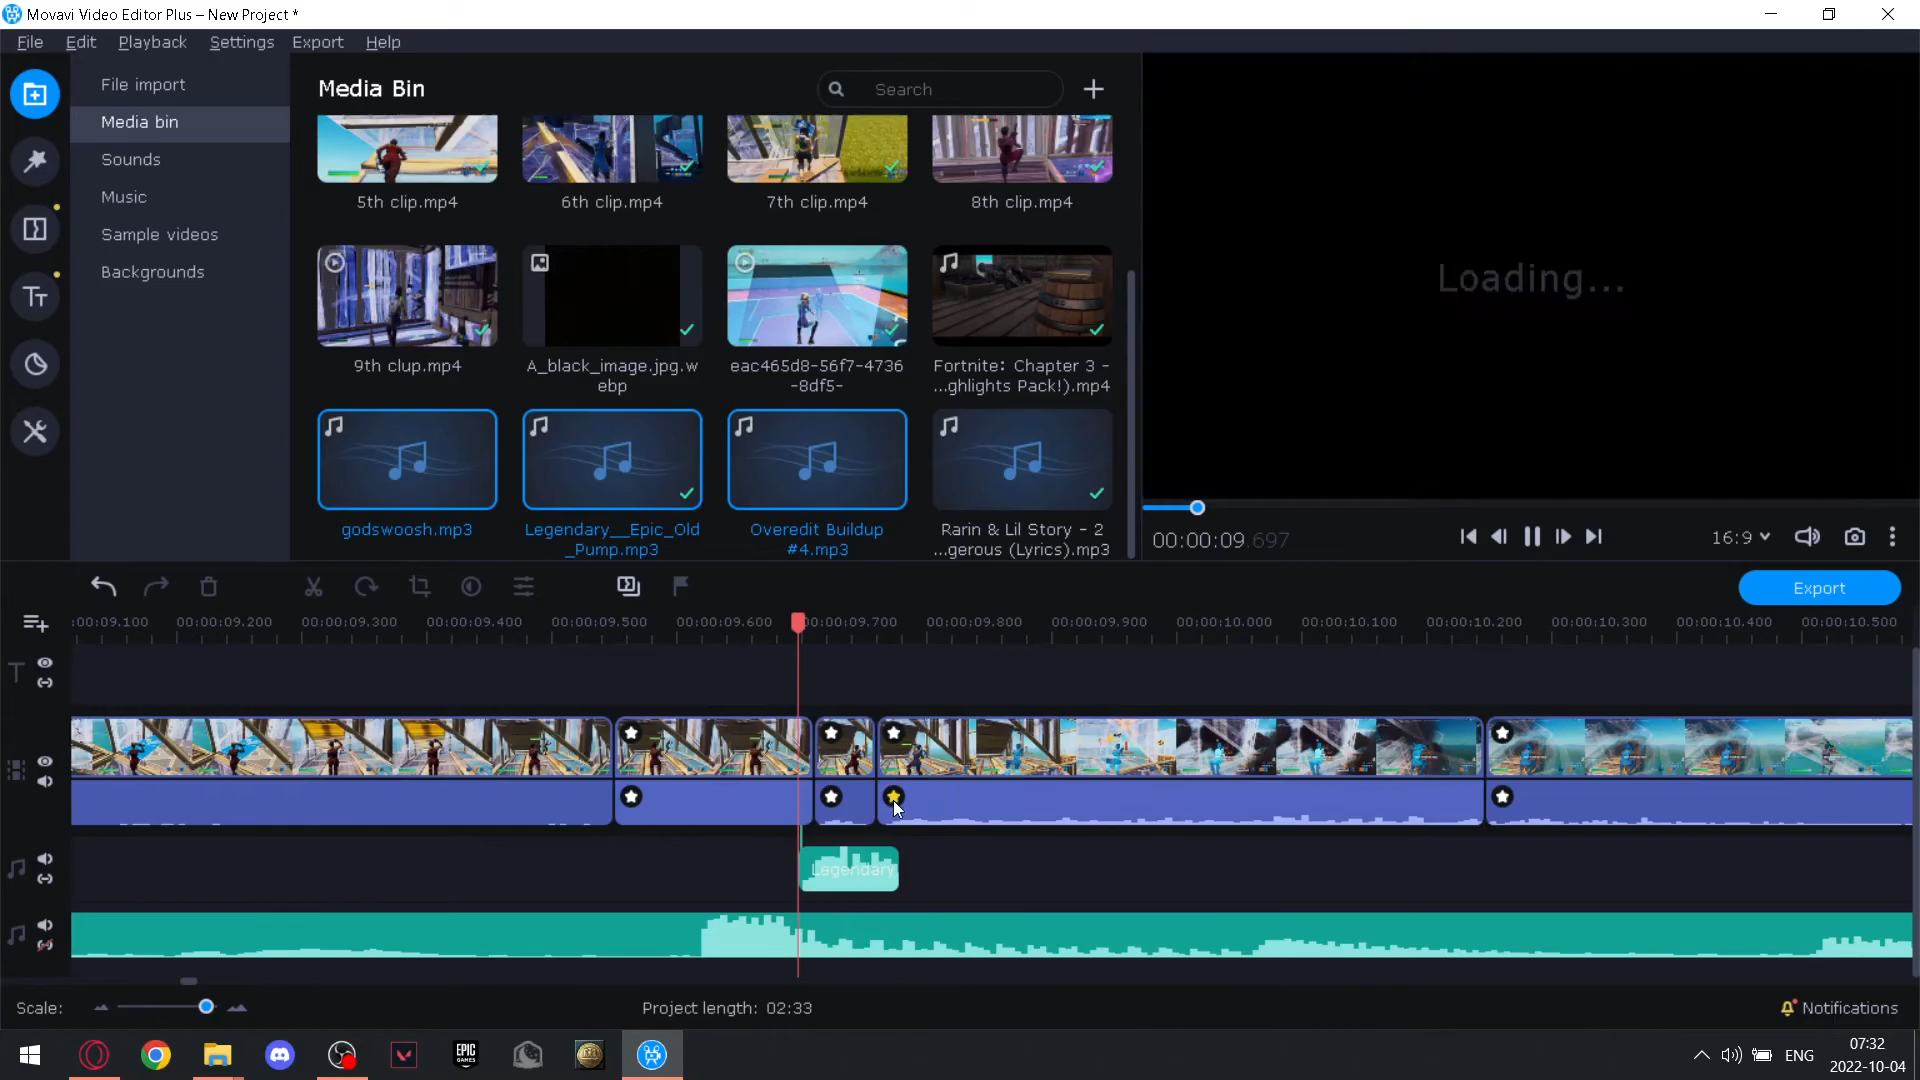 Movavi Video Editor Plus – New Project *
File Edit Playback Settings Export Help
File import
Media bin
Sounds
Music
Sample videos
Backgrounds
Media Bin
Search
5th clip.mp4
6th clip.mp4
7th clip.mp4
8th clip.mp4
9th clup.mp4
A_black_image.jpg.w
ebp
eac465d8-56f7-4736
-8df5-
Fortnite: Chapter 3 -
...ghlights Pack!).mp4
godswoosh.mp3
Legendary__Epic_Old
_Pump.mp3
Overedit Buildup
#4.mp3
Rarin & Lil Story - 2
...gerous (Lyrics).mp3
Loading...
00:00:09.697
16:9
Export
:00:09.100 00:00:09.200 00:00:09.300 00:00:09.400 00:00:09.500 00:00:09.600 00:00:09.700 00:00:09.800 00:00:09.900 00:00:10.000 00:00:10.100 00:00:10.200 00:00:10.300 00:00:10.400 00:00:10.500
Legendary
Scale:
Project length: 02:33
Notifications
EPIC
GAMES
ENG
07:32
2022-10-04